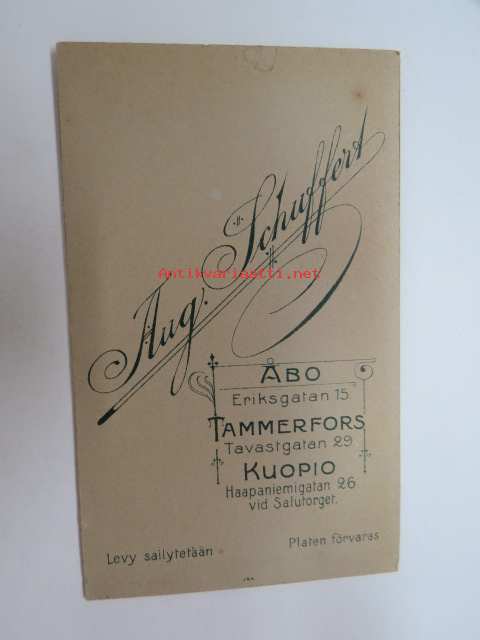 Aug. Schuffert
Antikvariaatti.net
ÅBO
Eriksgatan 15.
TAMMERFORS
Tavastgatan 29
KUOPIO
Haapaniemigatan 26
vid Salutorget.
Levy säilytetään
Platen förvaras